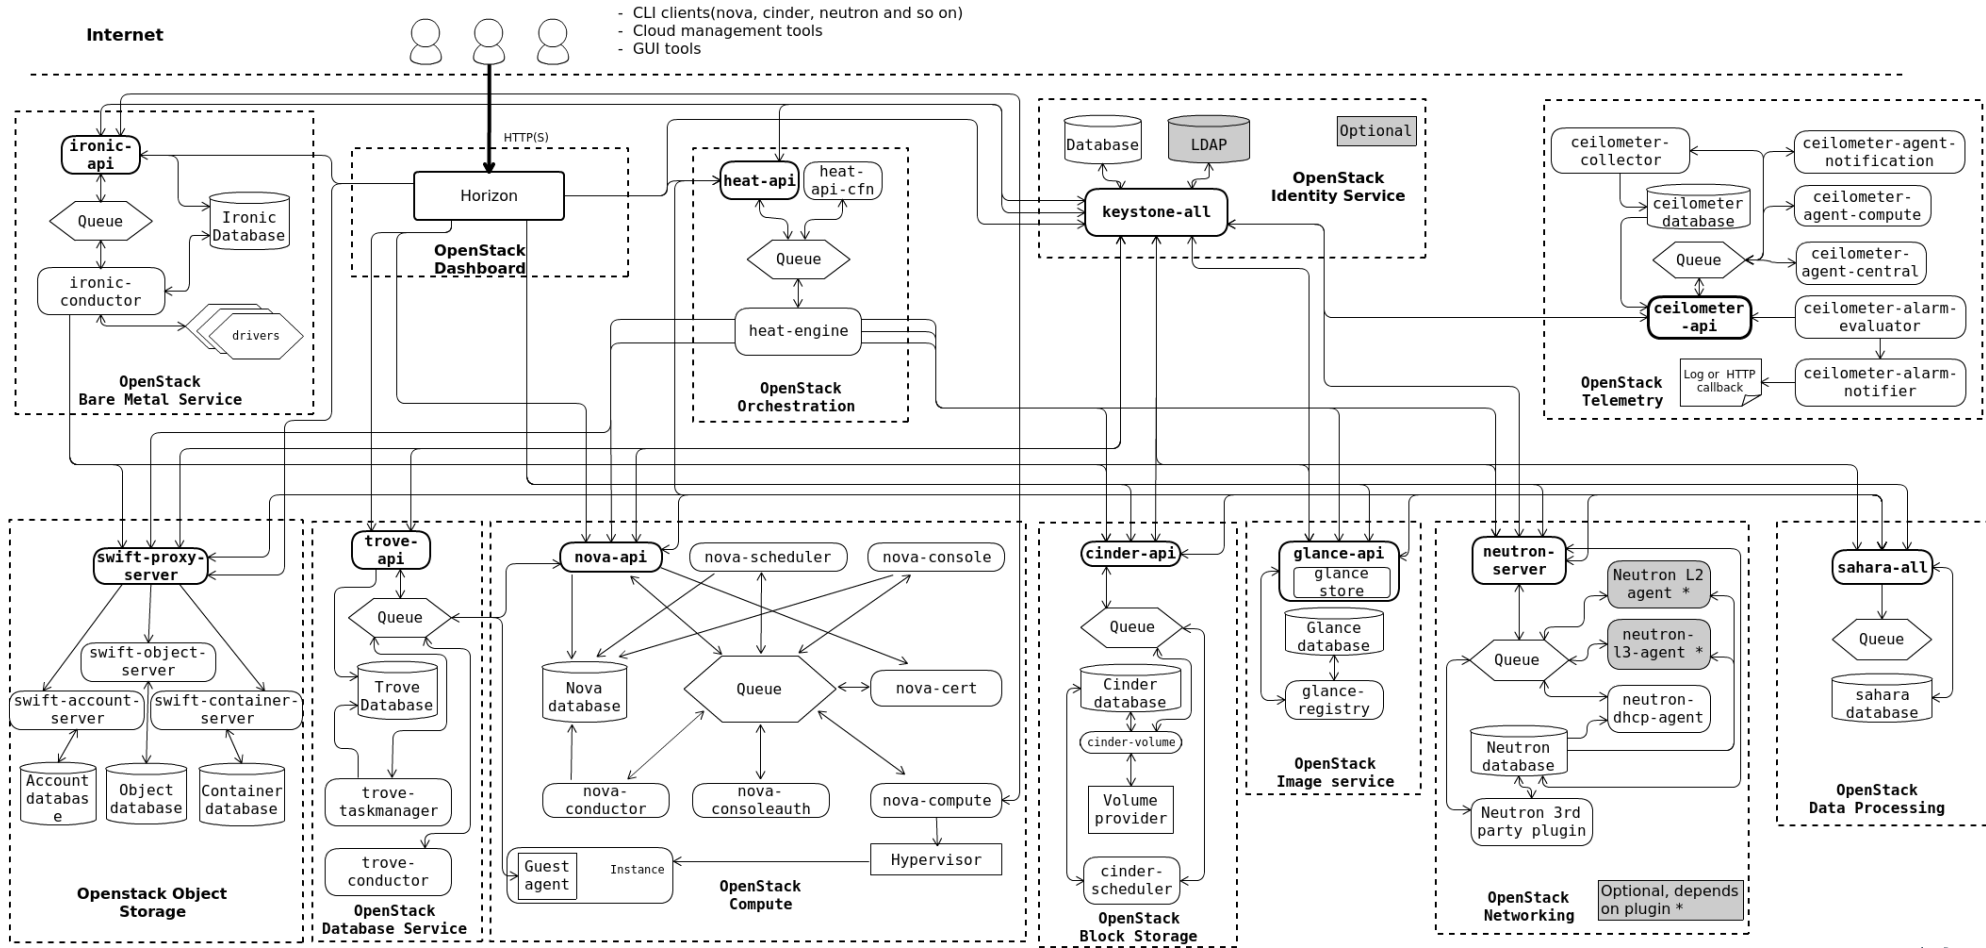 Internet
- CLI clients(nova, cinder, neutron and so on)
- Cloud management tools
- GUI tools
HTTP(S)
ironic-
api
Queue
Ironic
Database
ironic-
conductor
drivers
OpenStack
Bare Metal Service
Horizon
OpenStack
Dashboard
heat-api
heat-
api-cfn
Queue
heat-engine
OpenStack
Orchestration
Database
LDAP
Optional
OpenStack
Identity Service
keystone-all
ceilometer-
collector
ceilometer-agent-
notification
ceilometer
database
ceilometer-
agent-compute
Queue
ceilometer-
agent-central
ceilometer
-api
ceilometer-alarm-
evaluator
Log or HTTP
callback
ceilometer-alarm-
notifier
OpenStack
Telemetry
swift-proxy-
server
swift-object-
server
swift-account-
server
swift-container-
server
Account
databas
e
Object
database
Container
database
Openstack Object
Storage
trove-
api
Queue
Trove
Database
trove-
taskmanager
trove-
conductor
OpenStack
Database Service
nova-api
nova-scheduler
nova-console
Nova
database
Queue
nova-cert
nova-
conductor
nova-
consoleauth
nova-compute
Hypervisor
Guest
agent
Instance
OpenStack
Compute
cinder-api
Queue
Cinder
database
cinder-volume
Volume
provider
cinder-
scheduler
OpenStack
Block Storage
glance-api
glance
store
Glance
database
glance-
registry
OpenStack
Image service
neutron-
server
Neutron L2
agent *
Queue
neutron-
l3-agent *
neutron-
dhcp-agent
Neutron
database
Neutron 3rd
party plugin
OpenStack
Networking
Optional, depends
on plugin *
sahara-all
Queue
sahara
database
OpenStack
Data Processing